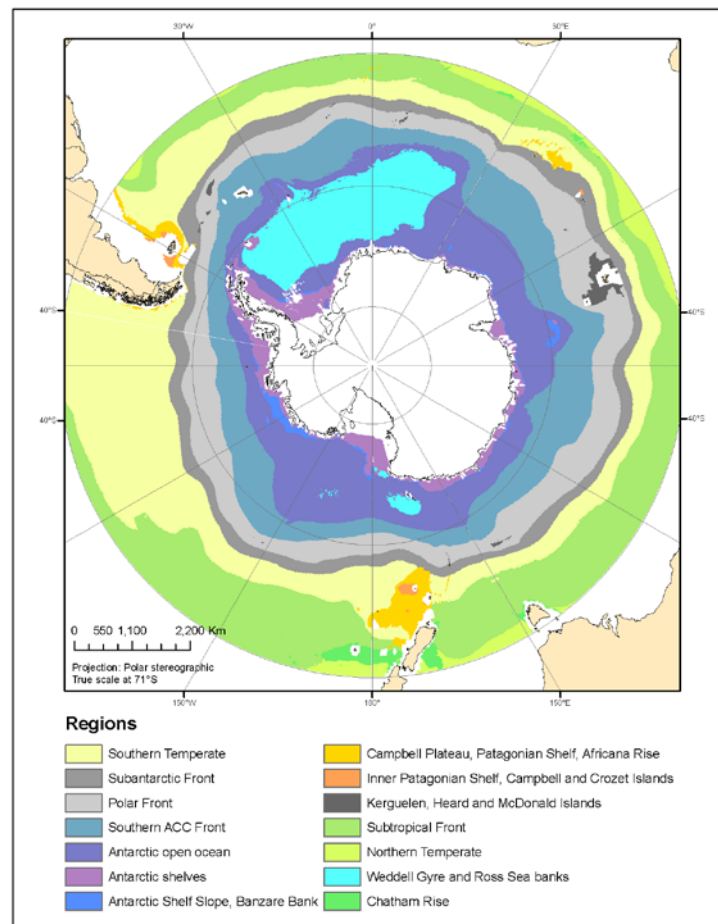 30°W 0° 30°E
40°S 40°S
40°S 40°S
0 550 1,100 2,200 Km
Projection: Polar stereographic
True scale at 71°S
150°W 180° 150°E
Regions
Southern Temperate
Subantarctic Front
Polar Front
Southern ACC Front
Antarctic open ocean
Antarctic shelves
Antarctic Shelf Slope, Banzare Bank
Campbell Plateau, Patagonian Shelf, Africana Rise
Inner Patagonian Shelf, Campbell and Crozet Islands
Kerguelen, Heard and McDonald Islands
Subtropical Front
Northern Temperate
Weddell Gyre and Ross Sea banks
Chatham Rise